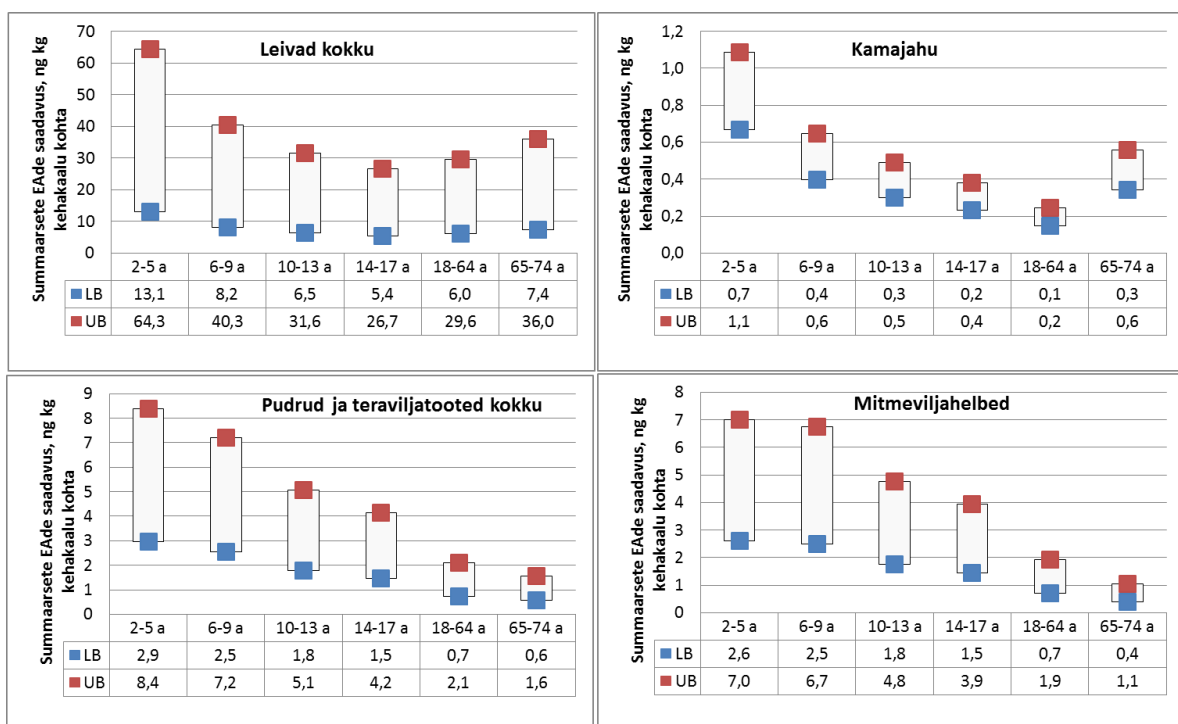 Leivad kokku
Summaarsete EAde saadavus, ng kg
kehakaalu kohta
70
60
50
40
30
20
10
0
2-5 a 6-9 a 10-13 a 14-17 a 18-64 a 65-74 a
LB 13,1 8,2 6,5 5,4 6,0 7,4
UB 64,3 40,3 31,6 26,7 29,6 36,0
Kamajahu
Summaarsete EAde saadavus, ng kg
kehakaalu kohta
1,2
1,0
0,8
0,6
0,4
0,2
0,0
2-5 a 6-9 a 10-13 a 14-17 a 18-64 a 65-74 a
LB 0,7 0,4 0,3 0,2 0,1 0,3
UB 1,1 0,6 0,5 0,4 0,2 0,6
Pudrud ja teraviljatooted kokku
Summaarsete EAde saadavus, ng kg
kehakaalu kohta
9
8
7
6
5
4
3
2
1
0
2-5 a 6-9 a 10-13 a 14-17 a 18-64 a 65-74 a
LB 2,9 2,5 1,8 1,5 0,7 0,6
UB 8,4 7,2 5,1 4,2 2,1 1,6
Mitmeviljahelbed
Summaarsete EAde saadavus, ng kg
kehakaalu kohta
8
7
6
5
4
3
2
1
0
2-5 a 6-9 a 10-13 a 14-17 a 18-64 a 65-74 a
LB 2,6 2,5 1,8 1,5 0,7 0,4
UB 7,0 6,7 4,8 3,9 1,9 1,1